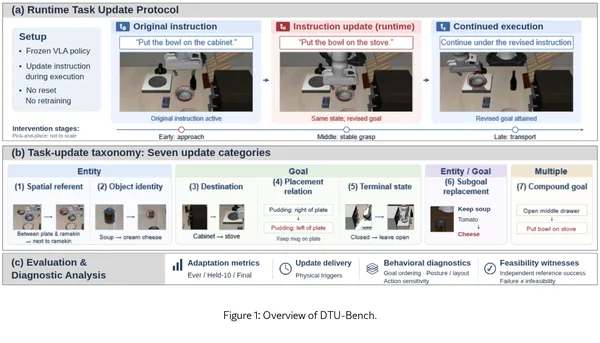 (a) Runtime Task Update Protocol
Setup
• Frozen VLA policy
• Update instruction
during execution
• No reset
No retraining
t₀ Original instruction
"Put the bowl on the cabinet."
Original instruction active
Instruction update (runtime)
"Put the bowl on the stove."
Same state; revised goal
Continued execution
Continue under the revised instruction
Revised goal attained
Intervention stages:
Pick-and-place; not to scale
Early: approach
Middle: stable grasp
Late: transport
(b) Task-update taxonomy: Seven update categories
Entity
(1) Spatial referent
Between plate & ramekin
→ next to ramekin
(2) Object identity
Soup → cream cheese
Goal
(3) Destination
Cabinet → stove
(4) Placement
relation
Pudding: right of plate
Pudding: left of plate
Keep mug on plate
(5) Terminal state
Closed → leave open
Entity / Goal
(6) Subgoal
replacement
Keep soup
Tomato
↓
Cheese
Multiple
(7) Compound goal
Open middle drawer
Put bowl on stove
(c) Evaluation &
Diagnostic Analysis
Adaptation metrics
Ever / Held-10 / Final
Update delivery
Physical triggers
Behavioral diagnostics
Goal ordering · Posture / layout
Action sensitivity
Feasibility witnesses
Independent reference success
Failure ≠ infeasibility
Figure 1: Overview of DTU-Bench.